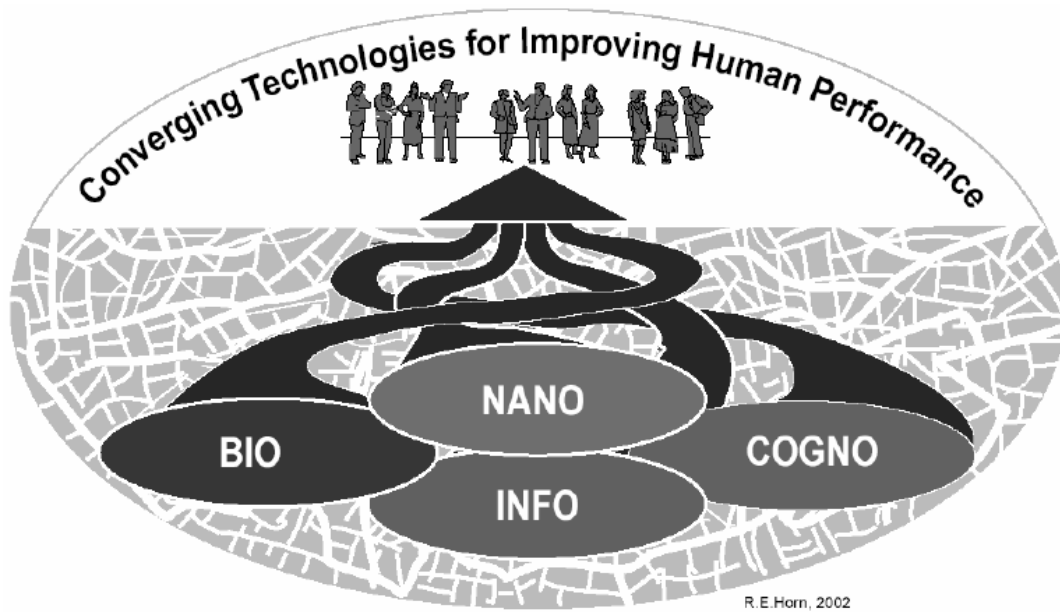 Converging Technologies for Improving Human Performance
NANO
BIO
COGNO
INFO
R.E.Horn, 2002